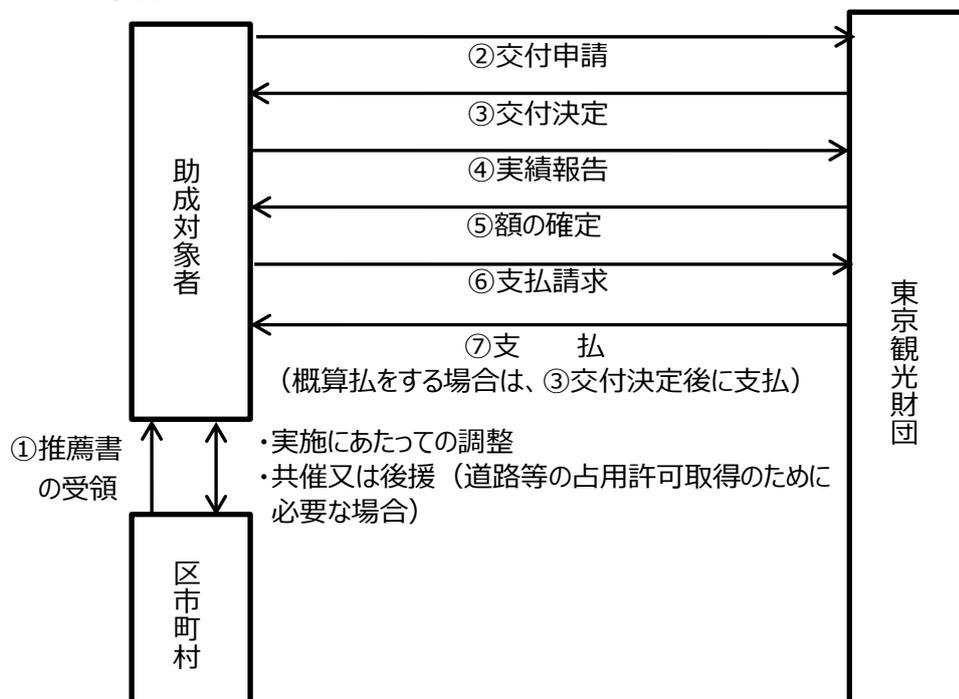 ②交付申請
③交付決定
④実績報告
⑤額の確定
⑥支払請求
⑦支　　払
（概算払をする場合は、③交付決定後に支払）
助成対象者
東京観光財団
①推薦書
の受領
・実施にあたっての調整
・共催又は後援（道路等の占用許可取得のために
必要な場合）
区市町村